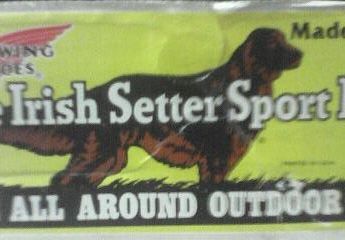 Made
WING
OES
Irish Setter Sport
ALL AROUND OUTDOOR